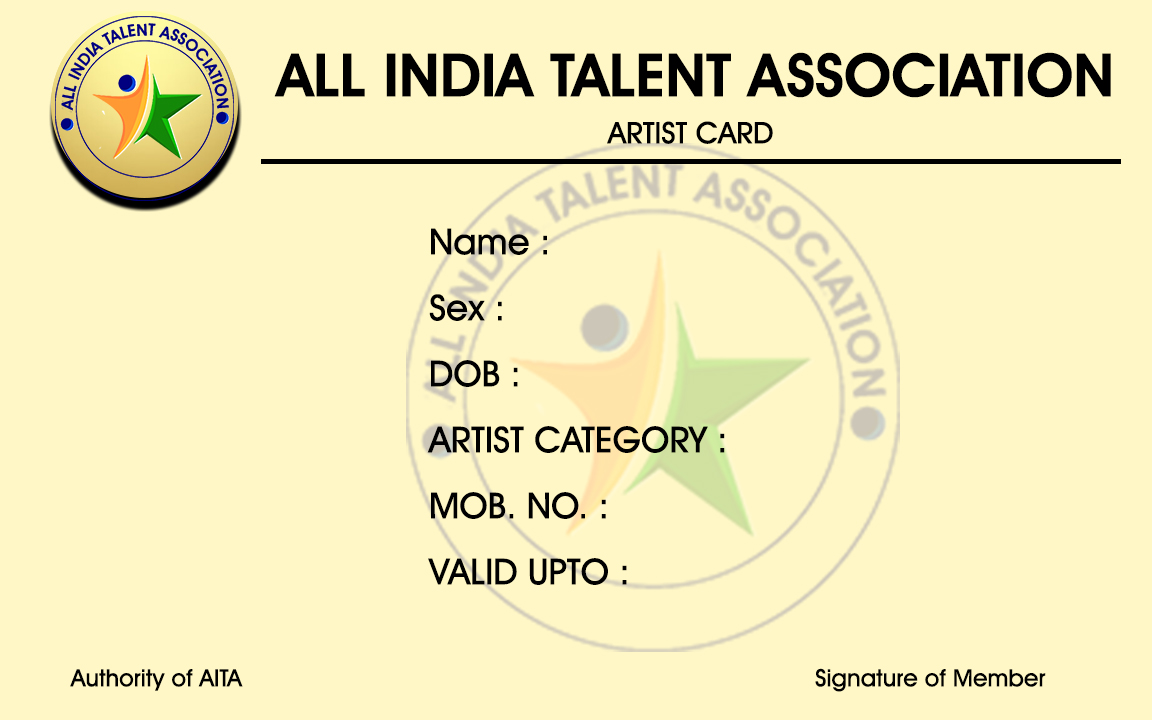 ALL INDIA TALENT ASSOCIATION
ALL INDIA TALENT ASSOCIATION
ARTIST CARD
ALL INDIA TALENT ASSOCIATION
Name :
Sex :
DOB :
ARTIST CATEGORY :
MOB. NO. :
VALID UPTO :
Authority of AITA
Signature of Member